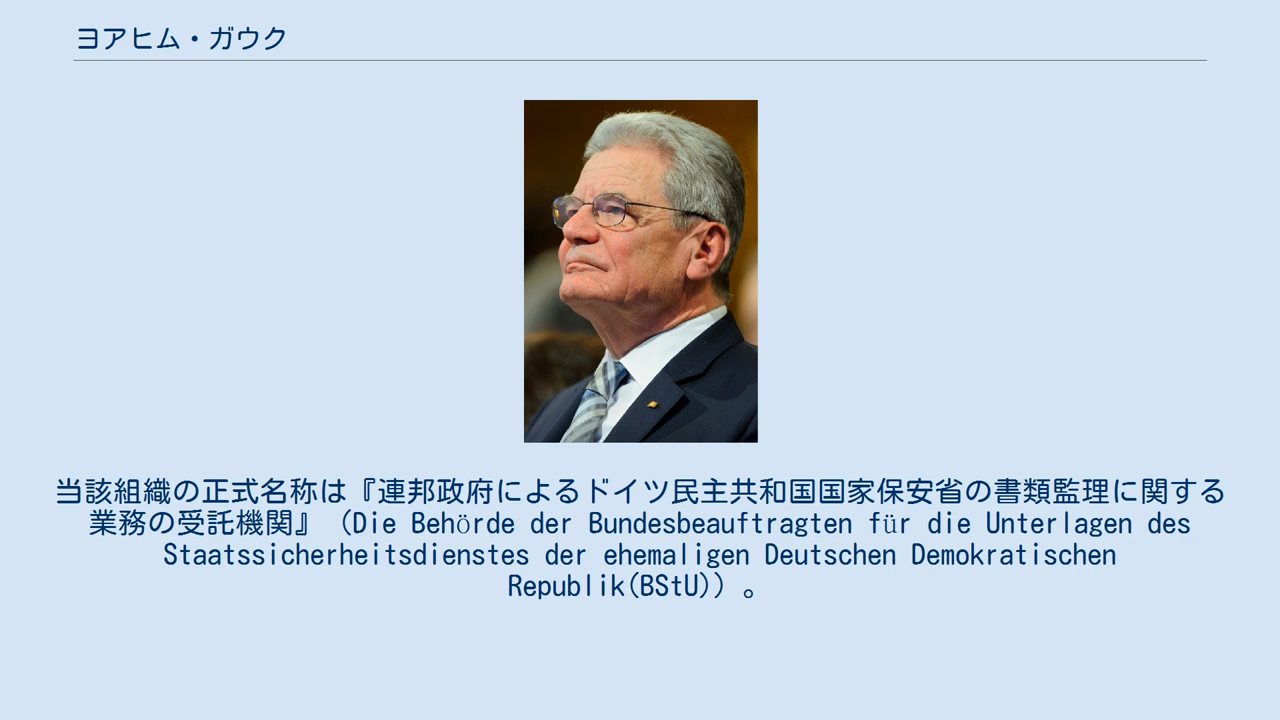 ヨアヒム・ガウク
当該組織の正式名称は『連邦政府によるドイツ民主共和国国家保安省の書類監理に関する
業務の受託機関』（Die Behörde der Bundesbeauftragten für die Unterlagen des
Staatssicherheitsdienstes der ehemaligen Deutschen Demokratischen
Republik(BStU)）。